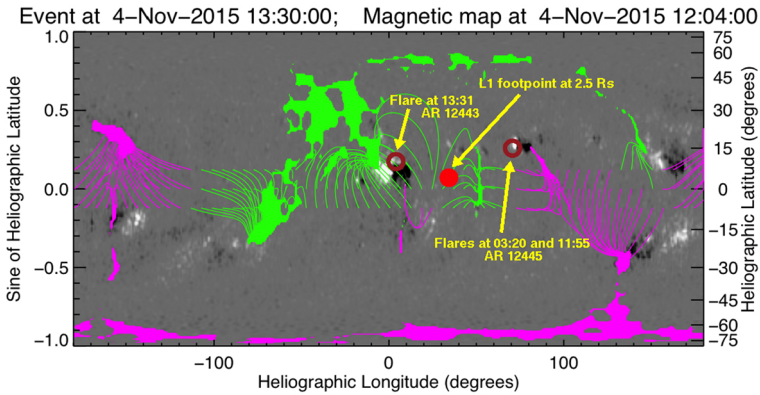 Event at 4–Nov–2015 13:30:00; Magnetic map at 4–Nov–2015 12:04:00
1.0
0.5
0.0
−0.5
−1.0
Sine of Heliographic Latitude
75
60
45
30
15
0
−15
−30
−45
−60
−75
Heliographic Latitude (degrees)
L1 footpoint at 2.5 Rs
Flare at 13:31
AR 12443
Flares at 03:20 and 11:55
AR 12445
−100
0
100
Heliographic Longitude (degrees)